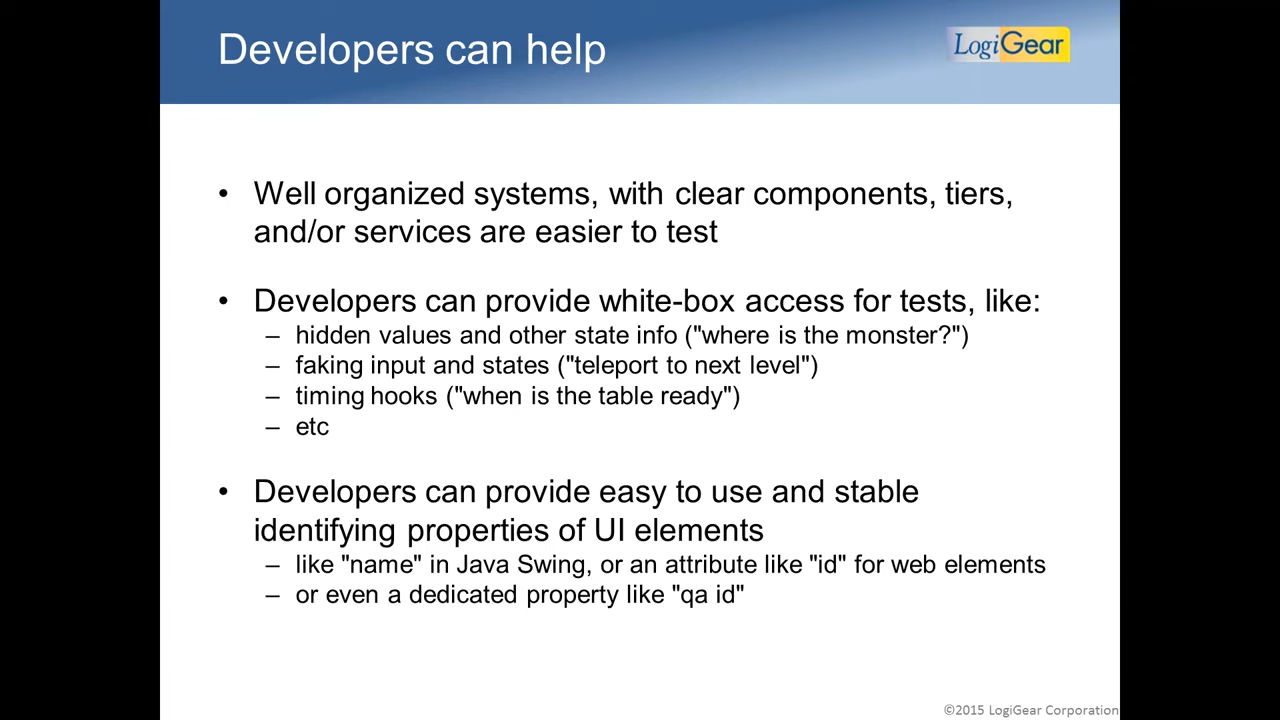 Developers can help
LogiGear
• Well organized systems, with clear components, tiers,
and/or services are easier to test
• Developers can provide white-box access for tests, like:
– hidden values and other state info ("where is the monster?")
– faking input and states ("teleport to next level")
– timing hooks ("when is the table ready")
– etc
• Developers can provide easy to use and stable
identifying properties of UI elements
– like "name" in Java Swing, or an attribute like "id" for web elements
– or even a dedicated property like "qa id"
©2015 LogiGear Corporation